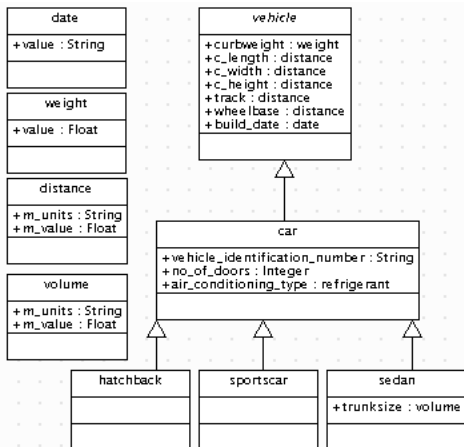 date
+value : String
weight
+value : Float
distance
+m_units : String
+m_value : Float
volume
+m_units : String
+m_value : Float
vehicle
+curbweight : weight
+c_length : distance
+c_width : distance
+c_height : distance
+track : distance
+wheelbase : distance
+build_date : date
car
+vehicle_identification_number : String
+no_of_doors : Integer
+air_conditioning_type : refrigerant
hatchback
sportscar
sedan
+trunksize : volume